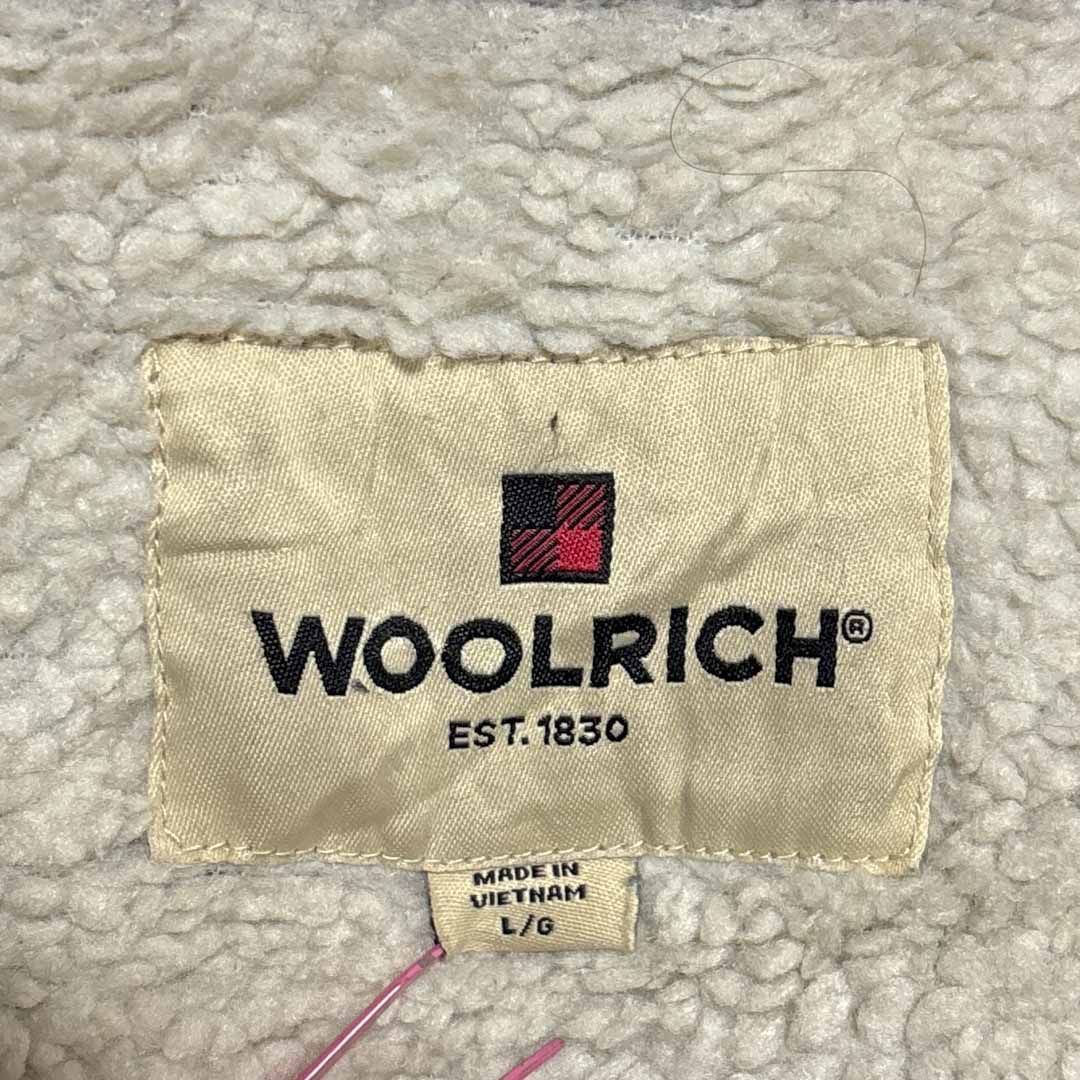 WOOLRICH®
EST. 1830
MADE IN
VIETNAM
L/G